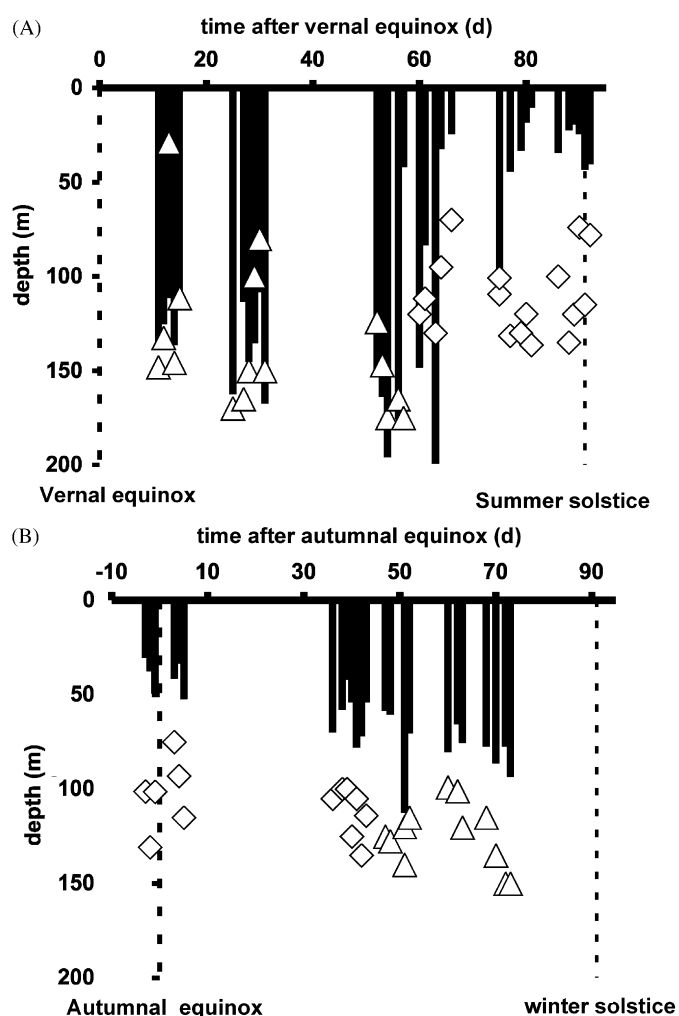 (A)
time after vernal equinox (d)
0 20 40 60 80
0
50
100
150
200
depth (m)
Vernal equinox
Summer solstice
(B)
time after autumnal equinox (d)
-10 10 30 50 70 90
0
50
100
150
200
depth (m)
Autumnal equinox
winter solstice